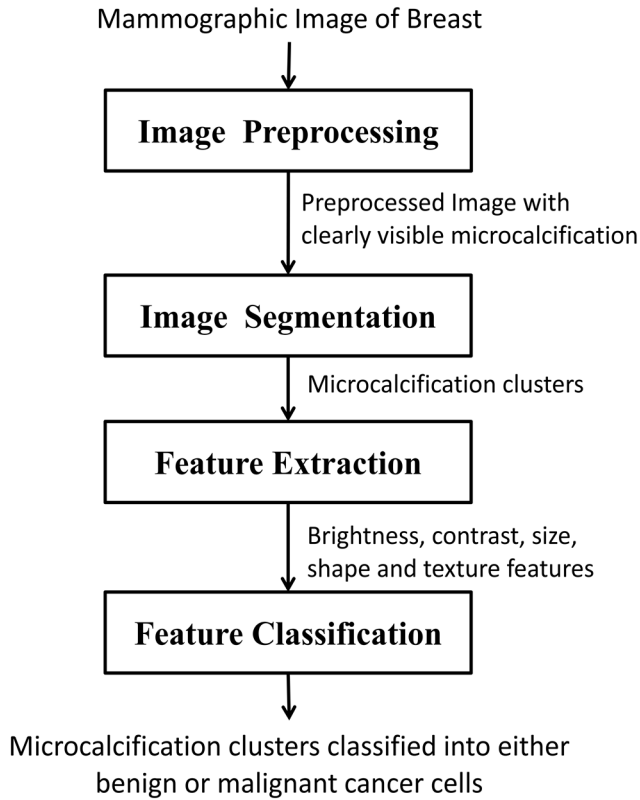 Mammographic Image of Breast
Image Preprocessing
Preprocessed Image with
clearly visible microcalcification
Image Segmentation
Microcalcification clusters
Feature Extraction
Brightness, contrast, size,
shape and texture features
Feature Classification
Microcalcification clusters classified into either
benign or malignant cancer cells